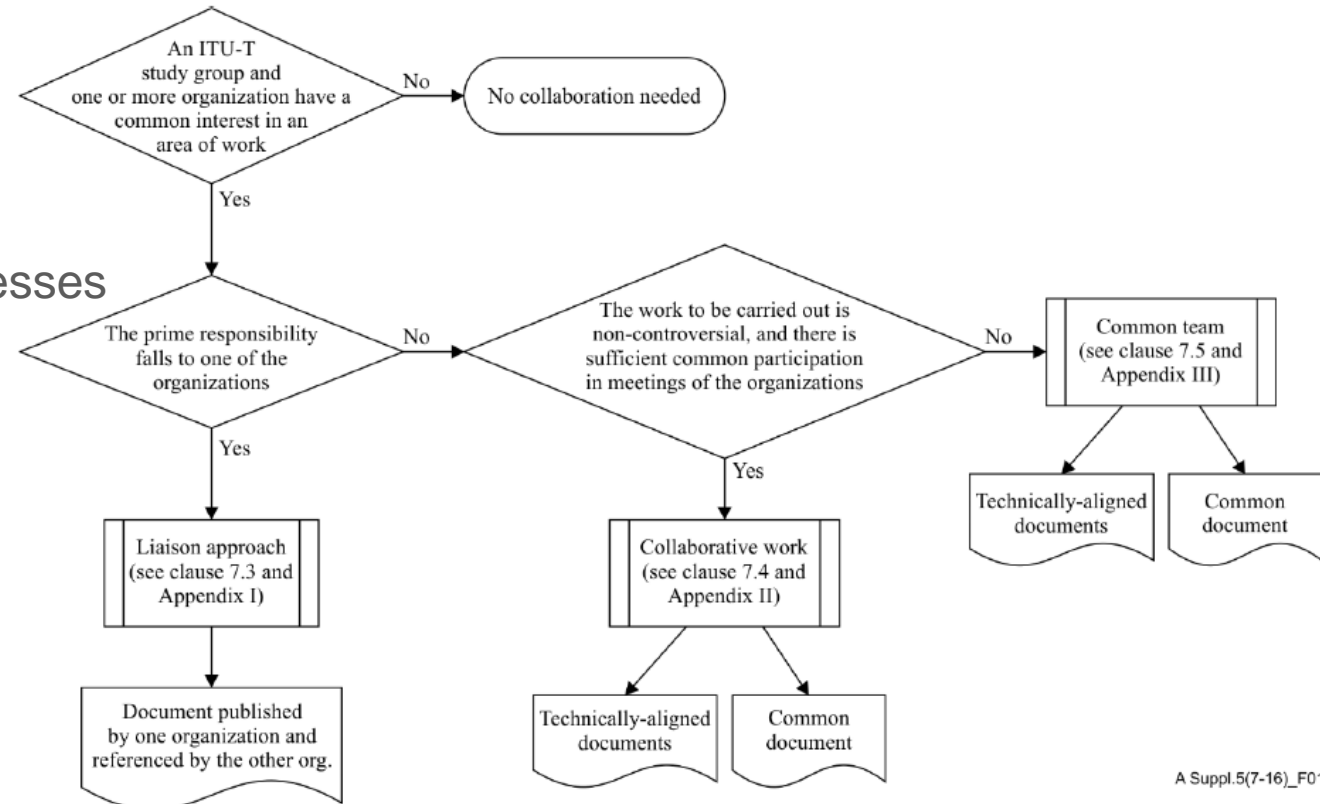 An ITU-T
study group and
one or more organization have a
common interest in an
area of work
No
No collaboration needed
Yes
esses
The prime responsibility
falls to one of the
organizations
No
The work to be carried out is
non-controversial, and there is
sufficient common participation
in meetings of the organizations
No
Common team
(see clause 7.5 and
Appendix III)
Yes
Yes
Technically-aligned
documents
Common
document
Liaison approach
(see clause 7.3 and
Appendix I)
Collaborative work
(see clause 7.4 and
Appendix II)
Document published
by one organization and
referenced by the other org.
Technically-aligned
documents
Common
document
A Suppl.5(7-16)_F01